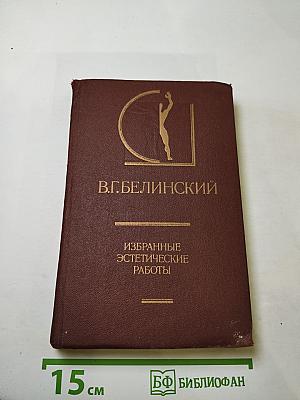 В.Г.БЕЛИНСКИЙ
ИЗБРАННЫЕ
ЭСТЕТИЧЕСКИЕ
РАБОТЫ
15 см БФ БИБЛИОФАН